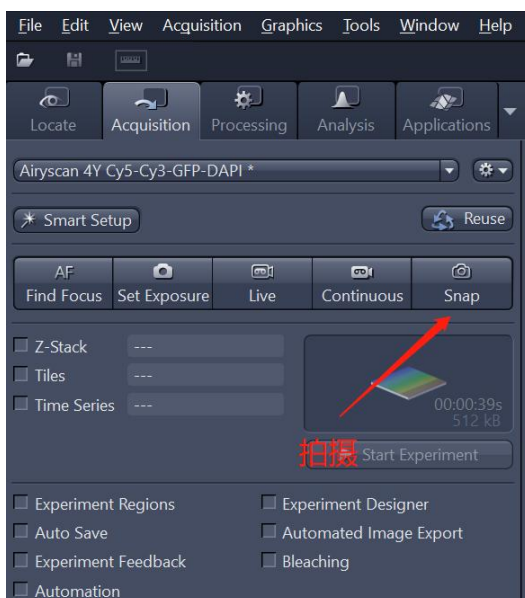 File Edit View Acquisition Graphics Tools Window Help
Locate Acquisition Processing Analysis Applications
Airyscan 4Y Cy5-Cy3-GFP-DAPI *
Smart Setup Reuse
AF
Find Focus Set Exposure Live Continuous Snap
Z-Stack ---
Tiles ---
Time Series ---
00:00:39s
512 kB
拍摄
Start Experiment
Experiment Regions Experiment Designer
Auto Save Automated Image Export
Experiment Feedback Bleaching
Automation